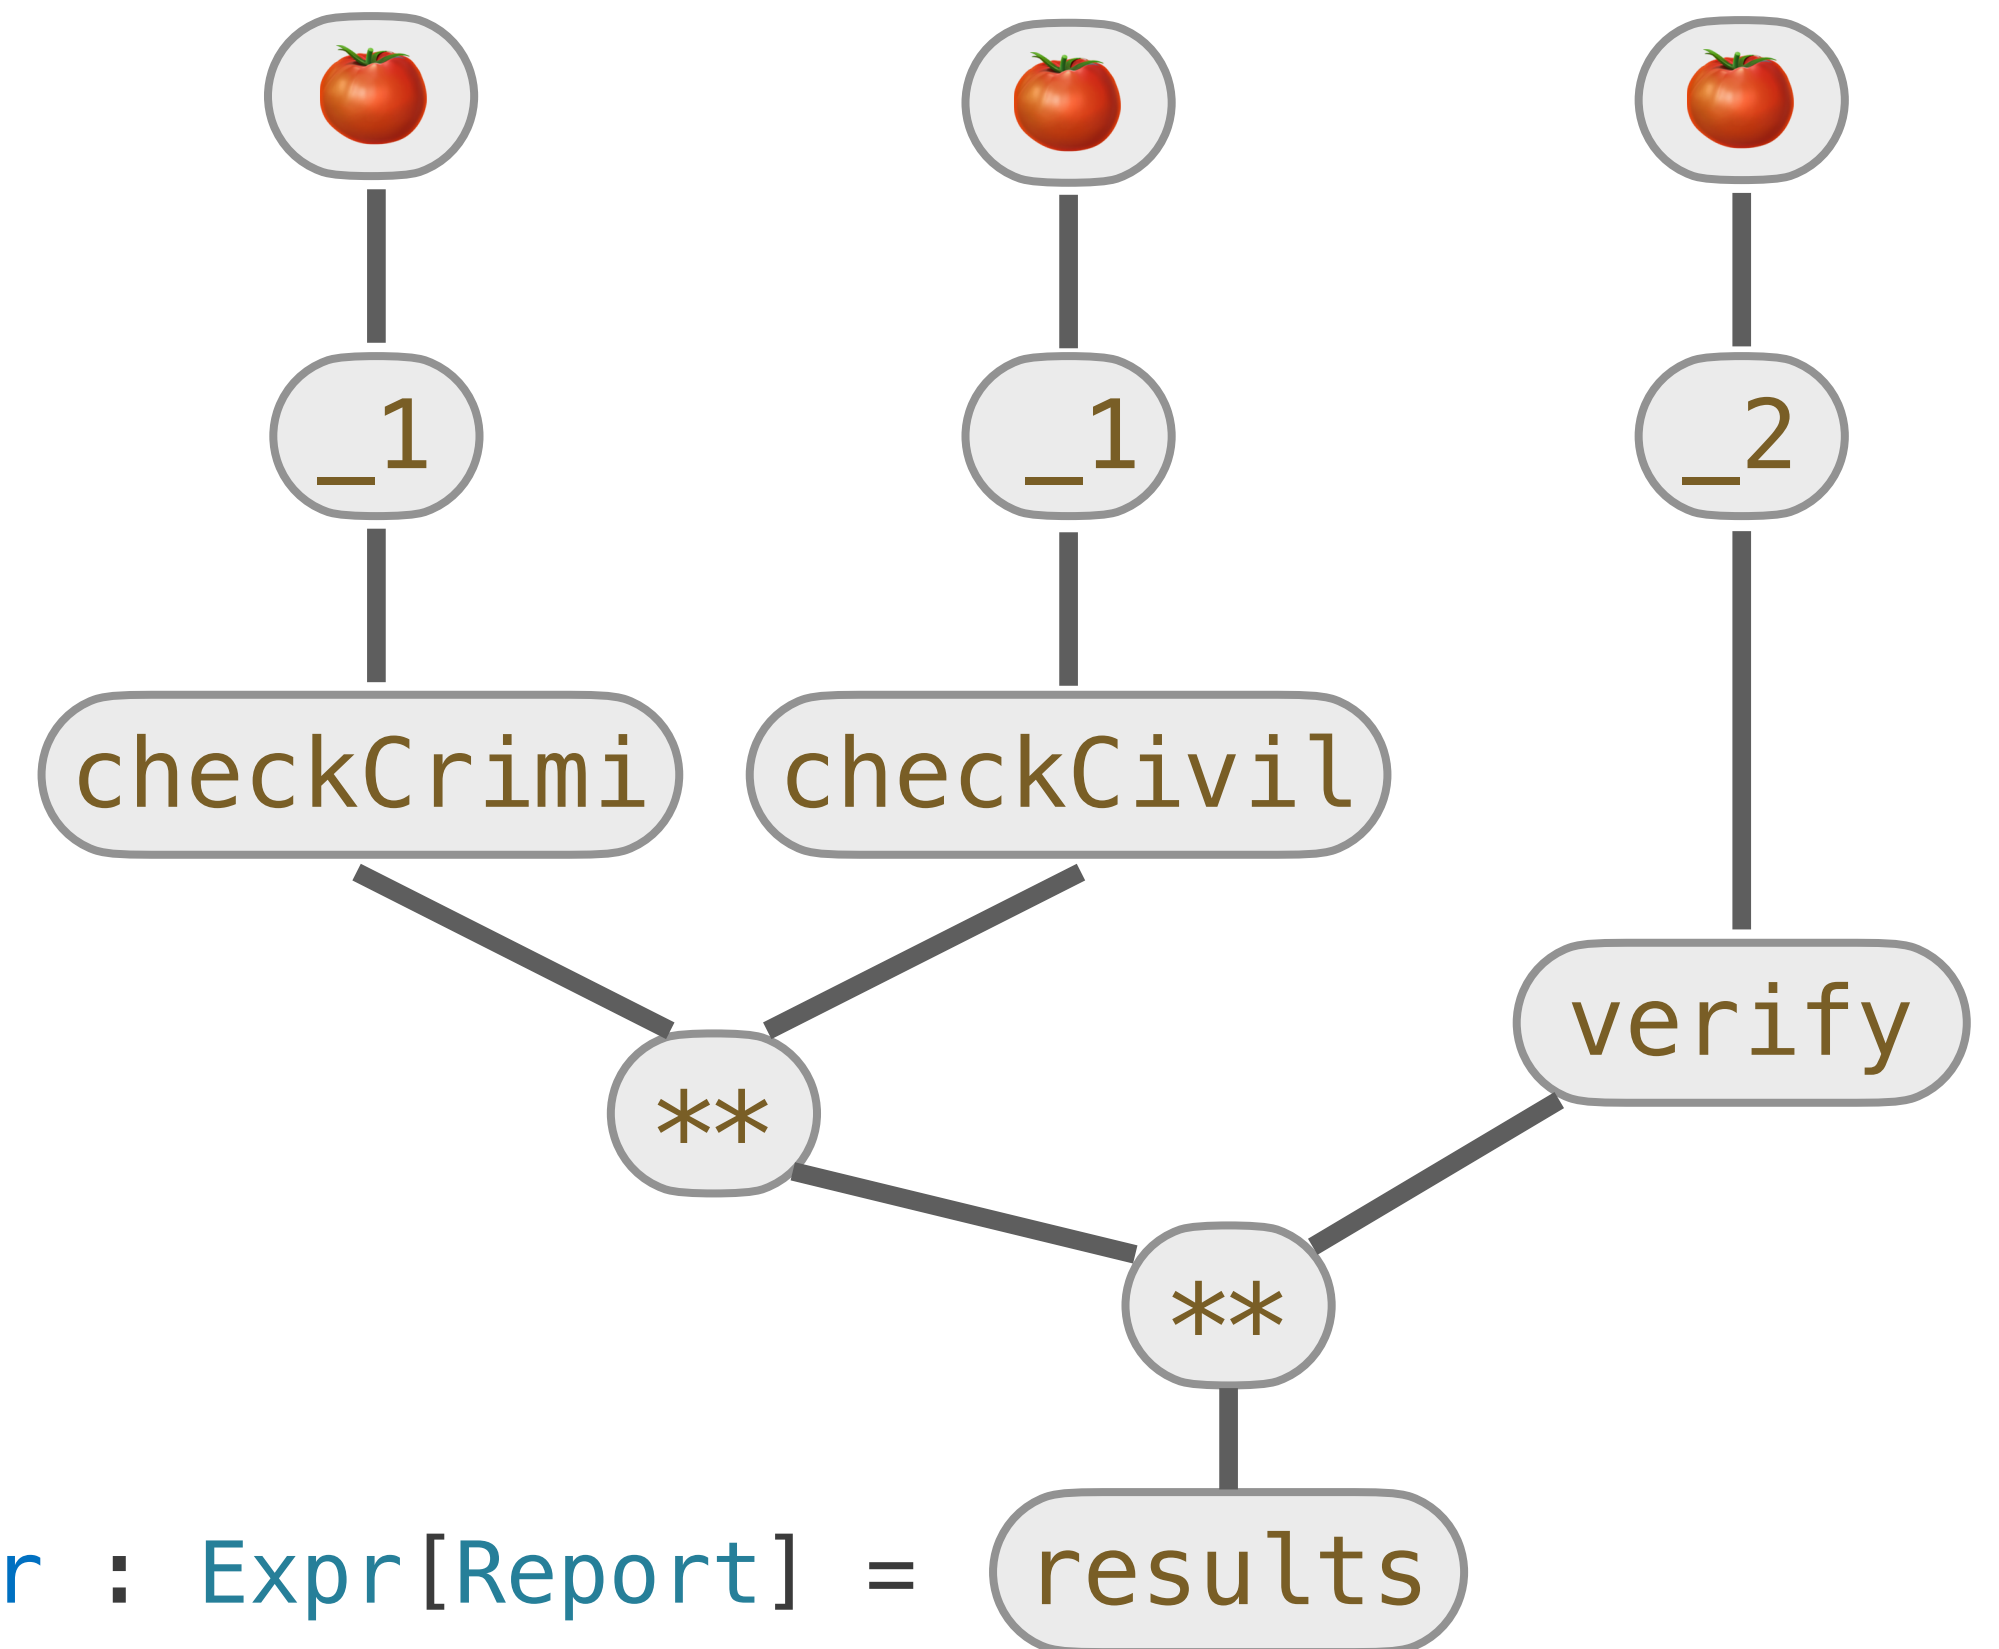 _1 _1 _2
checkCrimi checkCivil
verify
**
**
r : Expr[Report] = results